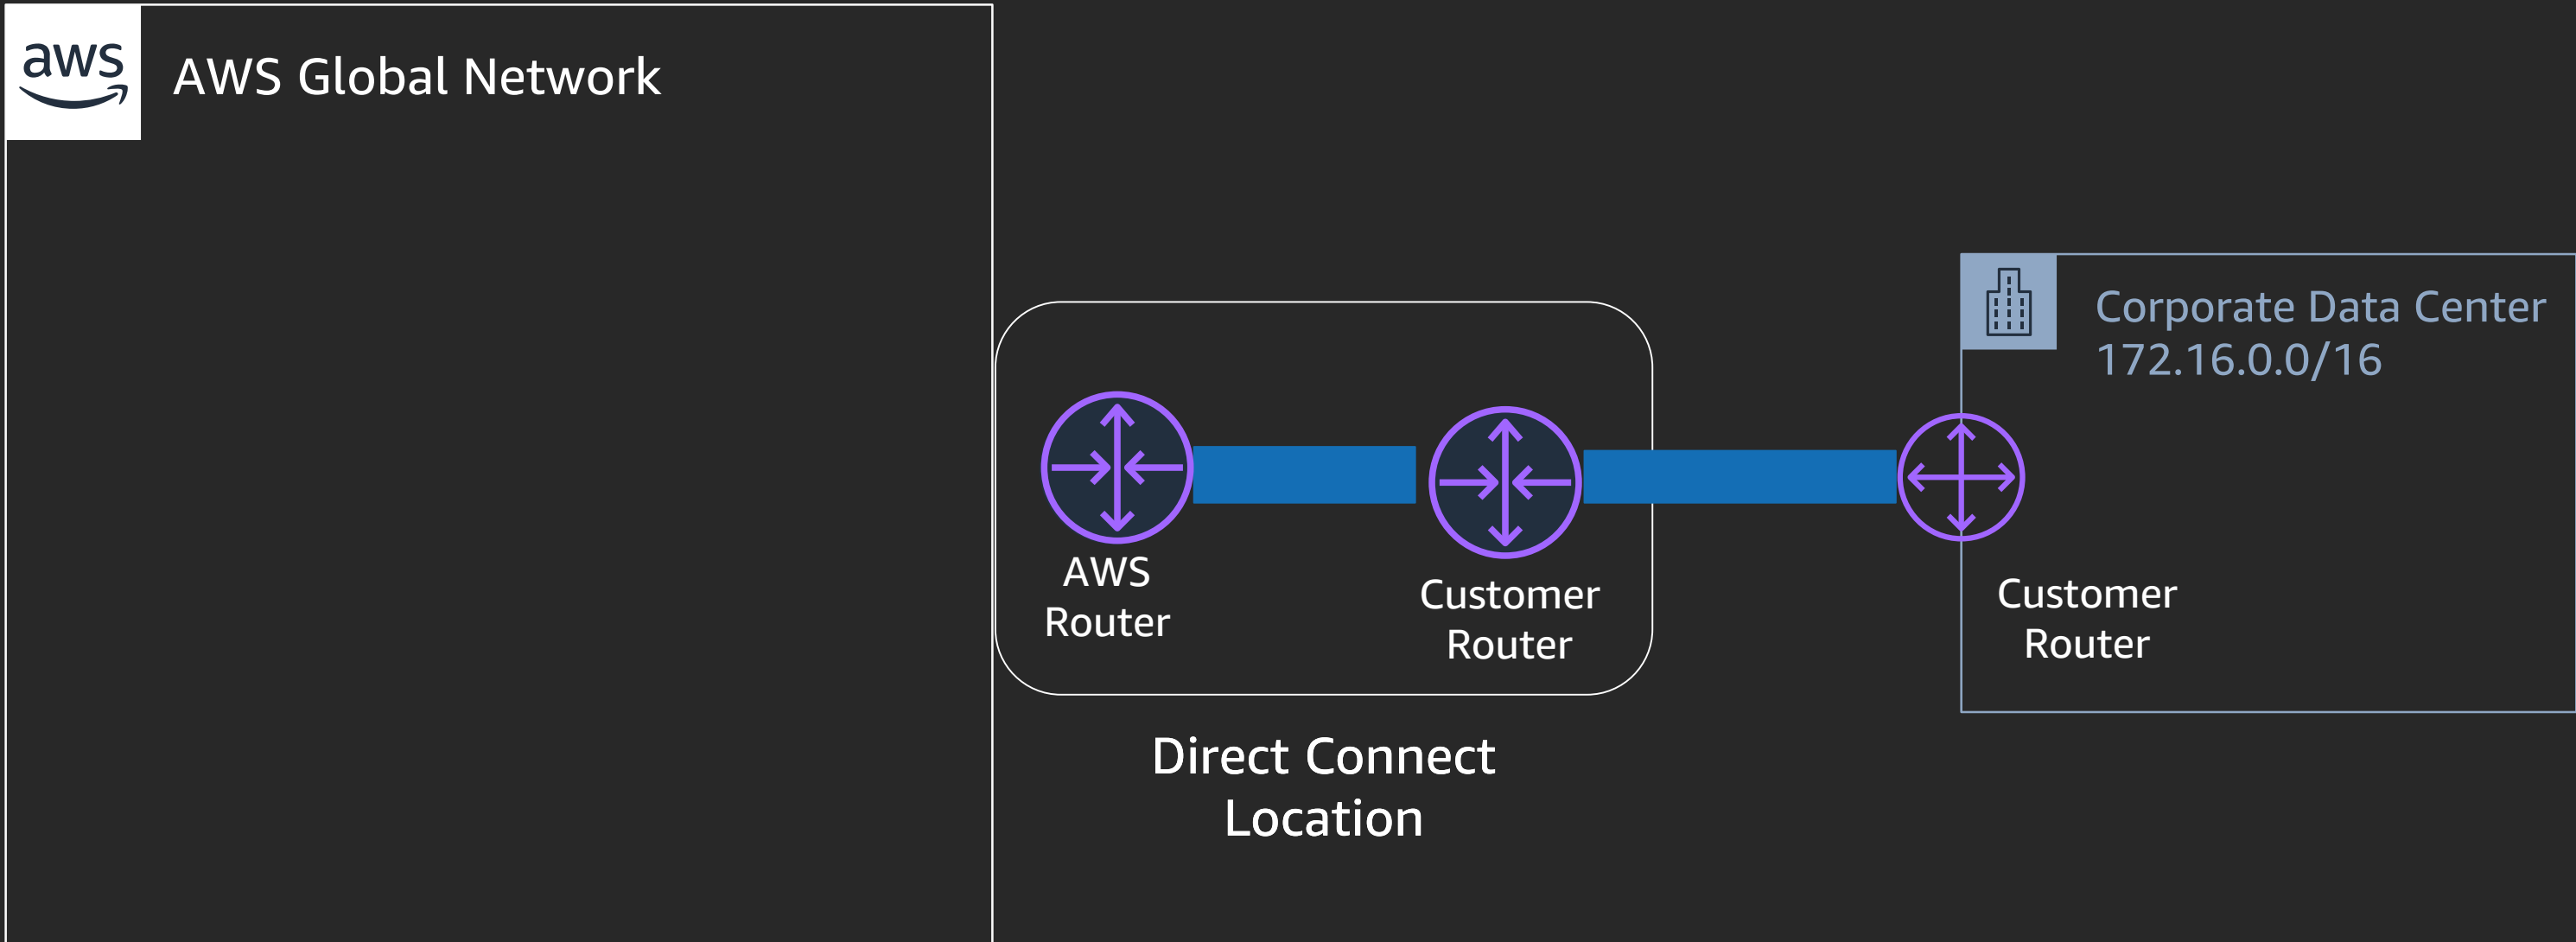 aws
AWS Global Network
Corporate Data Center
172.16.0.0/16
AWS
Router
Customer
Router
Customer
Router
Direct Connect
Location